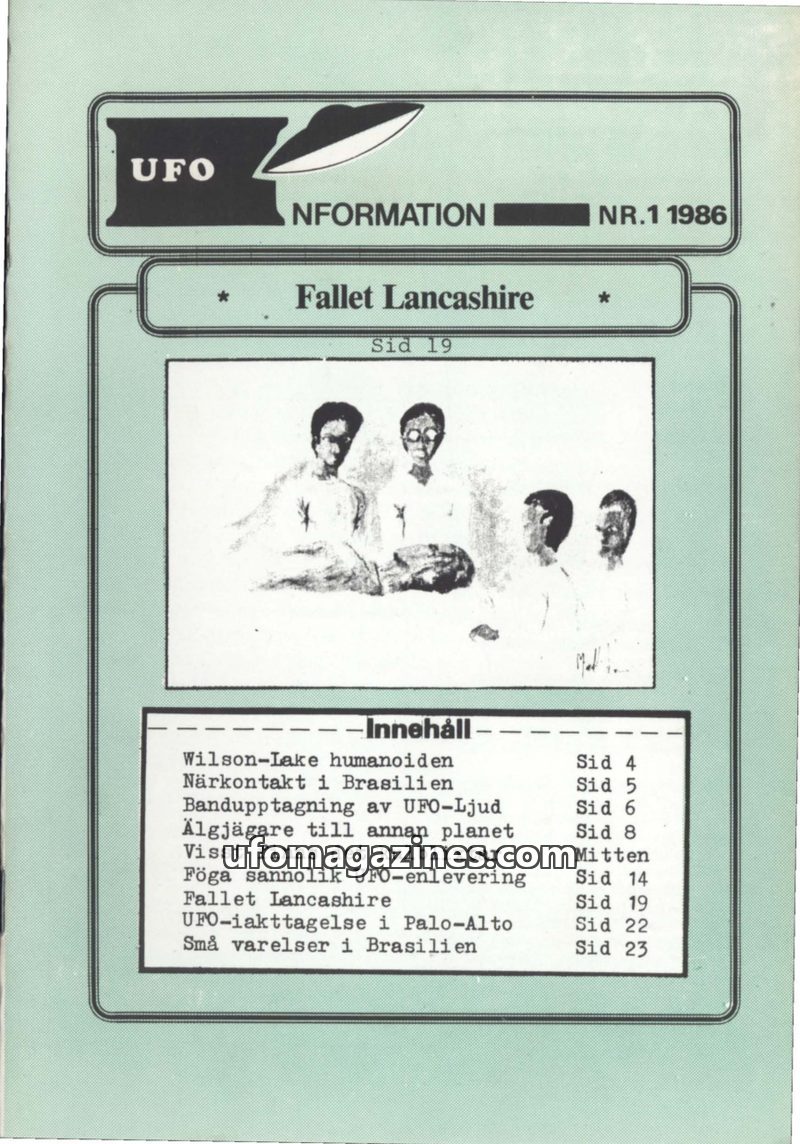 UFO
NFORMATION NR.1 1986
* Fallet Lancashire *
Sid 19
Innehåll
Wilson-Lake humanoiden Sid 4
Närkontakt i Brasilien Sid 5
Bandupptagning av UFO-Ljud Sid 6
Älgjägare till annan planet Sid 8
Mitten
ufomagazines.com
Föga sannolik UFO-enlevering Sid 14
Fallet Lancashire Sid 19
UFO-iakttagelse i Palo-Alto Sid 22
Små varelser i Brasilien Sid 23